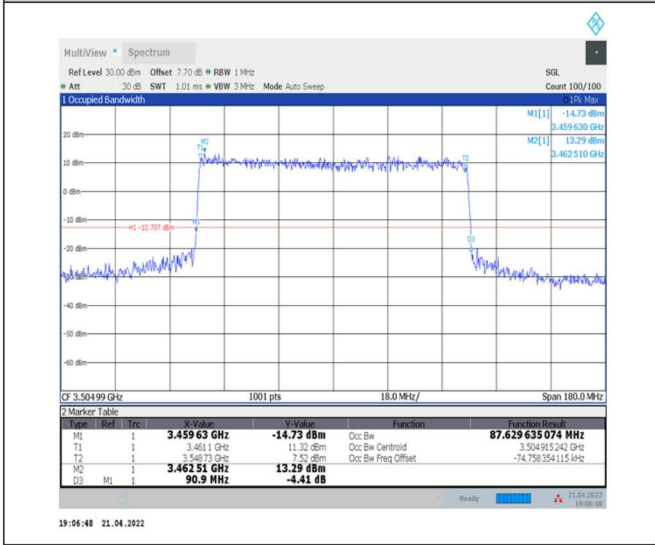 MultiView Spectrum
Ref Level 30.00 dBm Offset 7.70 dB RBW 1 MHz SGL
Att 30 dB SWT 1.01 ms VBW 3 MHz Mode Auto Sweep Count 100/100
1 Occupied Bandwidth 1Pk Max
M1[1] -14.73 dBm
3.459630 GHz
M2[1] 13.29 dBm
3.462510 GHz
20 dBm
M2
T1
T2
10 dBm
0 dBm
-10 dBm
M1
H1 -12.707 dBm
D3
-20 dBm
-30 dBm
-40 dBm
-50 dBm
-60 dBm
CF 3.50499 GHz 1001 pts 18.0 MHz/ Span 180.0 MHz
2 Marker Table
Type Ref Trc X-Value Y-Value Function Function Result
M1 1 3.45963 GHz -14.73 dBm Occ Bw 87.629635074 MHz
T1 1 3.4611 GHz 11.32 dBm Occ Bw Centroid 3.504915242 GHz
T2 1 3.54873 GHz 7.52 dBm Occ Bw Freq Offset -74.758354115 kHz
M2 1 3.46251 GHz 13.29 dBm
D3 M1 1 90.9 MHz -4.41 dB
Ready 21.04.2022
19:06:48
19:06:48 21.04.2022